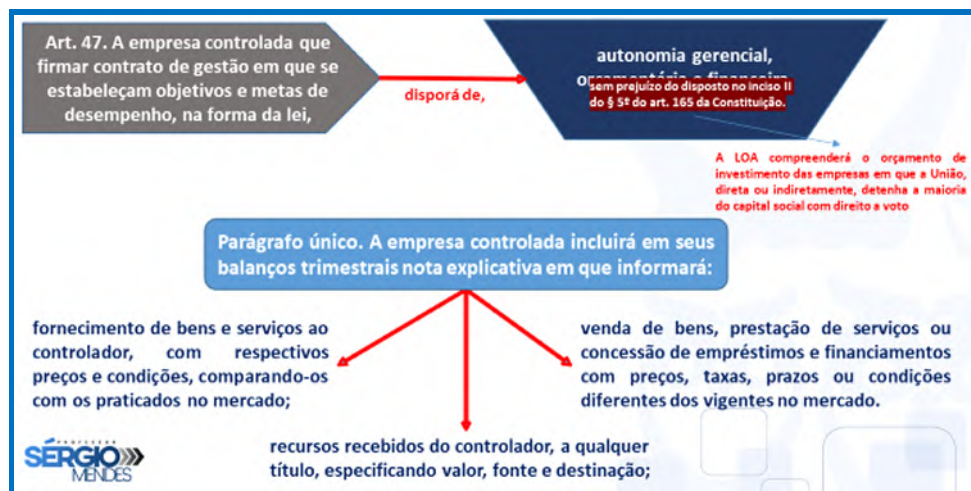 Art. 47. A empresa controlada que
firmar contrato de gestão em que se
estabeleçam objetivos e metas de
desempenho, na forma da lei,
disporá de,
autonomia gerencial,
orçamentária e financeira
sem prejuízo do disposto no inciso II
do § 5º do art. 165 da Constituição.
A LOA compreenderá o orçamento de
investimento das empresas em que a União,
direta ou indiretamente, detenha a maioria
do capital social com direito a voto
Parágrafo único. A empresa controlada incluirá em seus
balanços trimestrais nota explicativa em que informará:
fornecimento de bens e serviços ao
controlador, com respectivos
preços e condições, comparando-os
com os praticados no mercado;
recursos recebidos do controlador, a qualquer
título, especificando valor, fonte e destinação;
venda de bens, prestação de serviços ou
concessão de empréstimos e financiamentos
com preços, taxas, prazos ou condições
diferentes dos vigentes no mercado.
PROFESSOR
SÉRGIO
MENDES